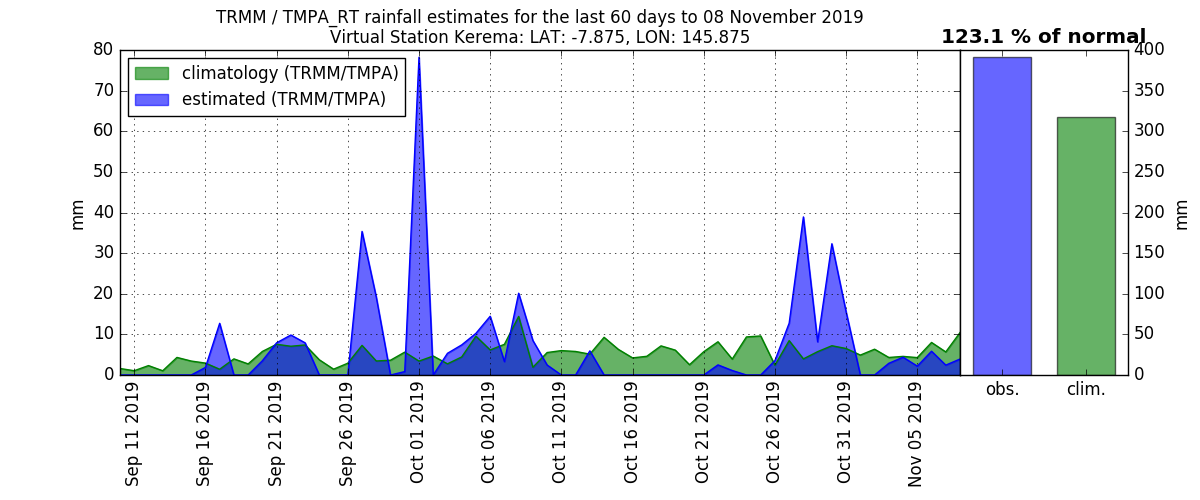 TRMM / TMPA_RT rainfall estimates for the last 60 days to 08 November 2019
Virtual Station Kerema: LAT: -7.875, LON: 145.875
123.1 % of normal
climatology (TRMM/TMPA)
estimated (TRMM/TMPA)
80
70
60
50
40
30
20
10
0
mm
Sep 11 2019
Sep 16 2019
Sep 21 2019
Sep 26 2019
Oct 01 2019
Oct 06 2019
Oct 11 2019
Oct 16 2019
Oct 21 2019
Oct 26 2019
Oct 31 2019
Nov 05 2019
obs.
clim.
400
350
300
250
200
150
100
50
0
mm